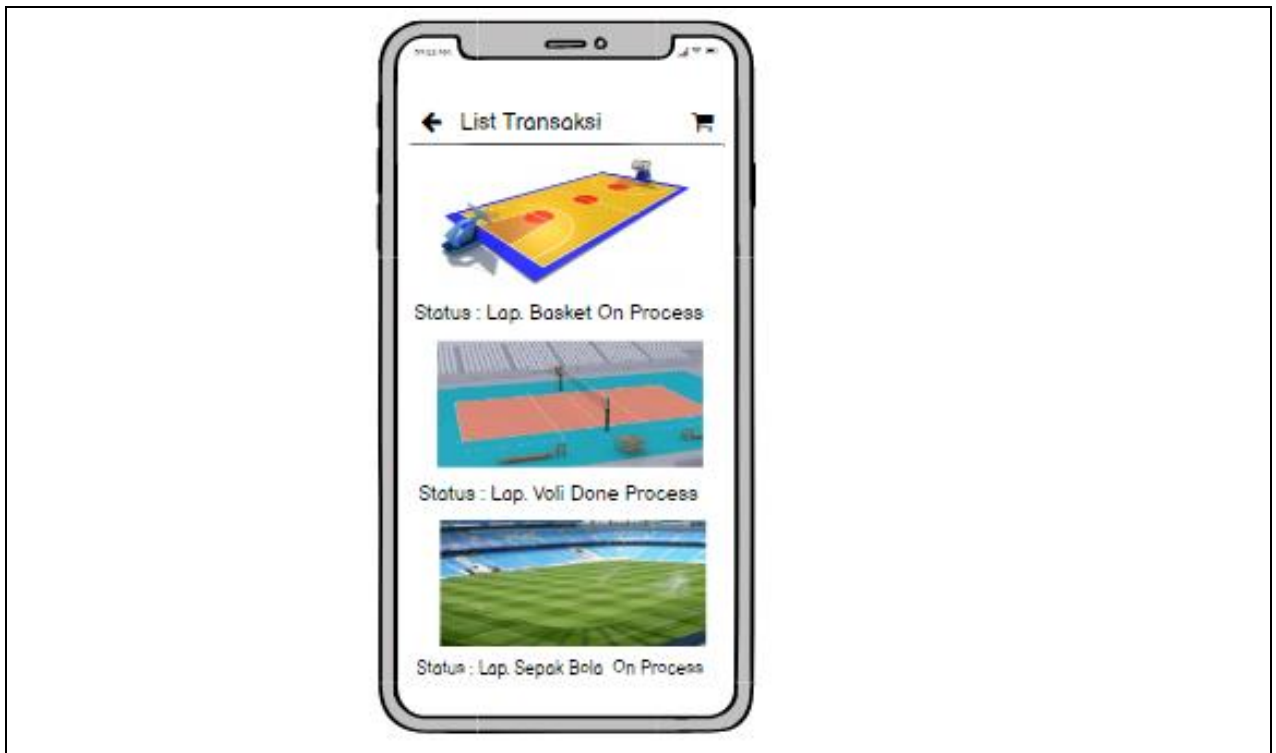 List Transaksi
Status : Lap. Basket On Process
Status : Lap. Voli Done Process
Status : Lap. Sepak Bola On Process